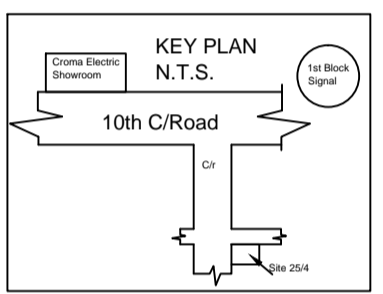 KEY PLAN
N.T.S.
Croma Electric
Showroom
1st Block
Signal
10th C/Road
C/r
Site 25/4